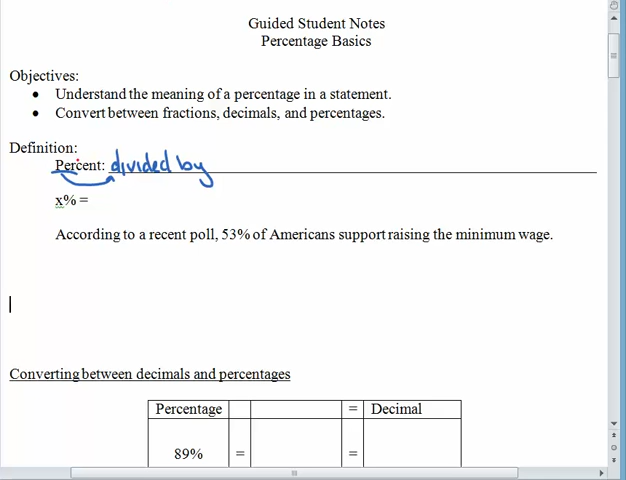 Guided Student Notes
Percentage Basics
Objectives:
• Understand the meaning of a percentage in a statement.
• Convert between fractions, decimals, and percentages.
Definition:
Percent: divided by
x% =
According to a recent poll, 53% of Americans support raising the minimum wage.
Converting between decimals and percentages
Percentage = Decimal
89% = =